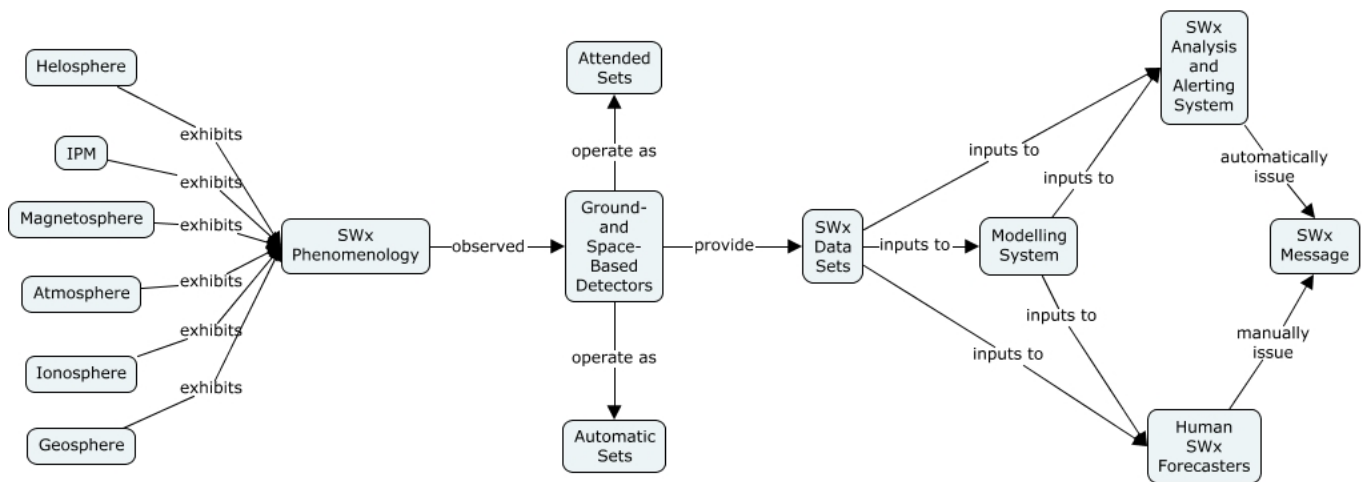 Helosphere
IPM
Magnetosphere
Atmosphere
Ionosphere
Geosphere
exhibits
exhibits
exhibits
exhibits
exhibits
exhibits
SWx
Phenomenology
observed
Attended
Sets
operate as
Ground-
and
Space-
Based
Detectors
operate as
Automatic
Sets
provide
SWx
Data
Sets
inputs to
inputs to
inputs to
Modelling
System
inputs to
inputs to
SWx
Analysis
and
Alerting
System
Human
SWx
Forecasters
automatically
issue
manually
issue
SWx
Message